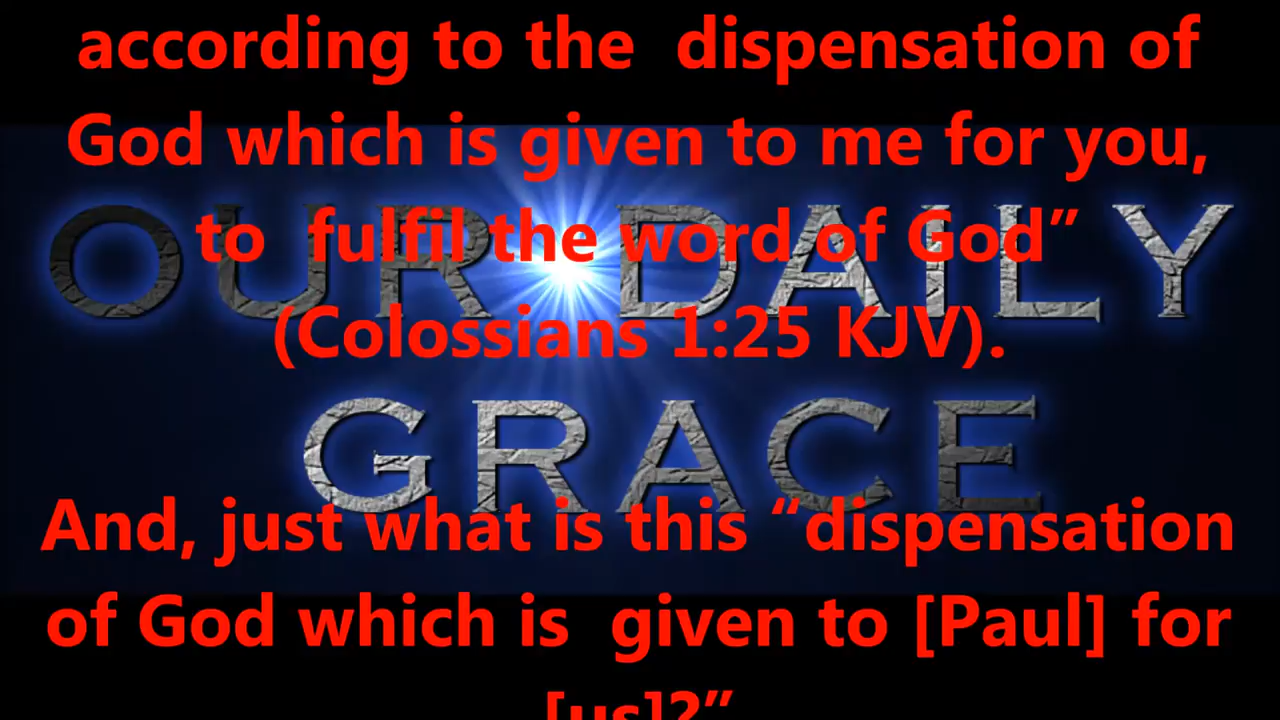 according to the dispensation of
God which is given to me for you,
OUR DAILY
to fulfil the word of God”
(Colossians 1:25 KJV).
GRACE
And, just what is this “dispensation
of God which is given to [Paul] for
[us]?”